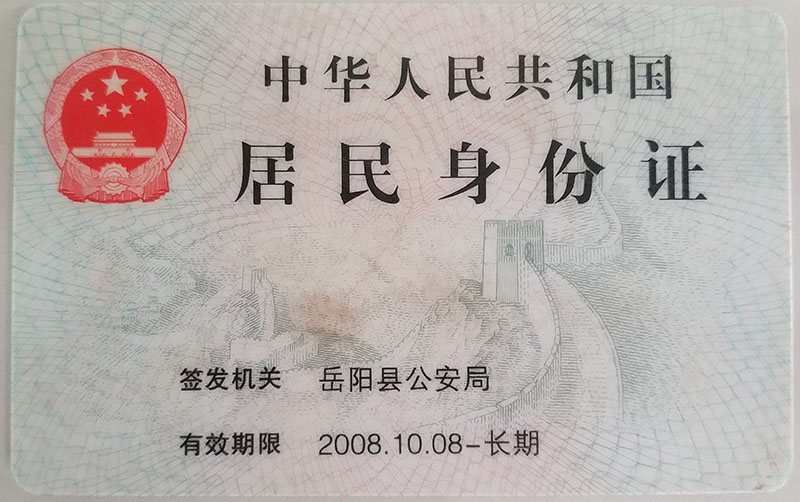 中华人民共和国
居民身份证
签发机关 岳阳县公安局
有效期限 2008.10.08-长期